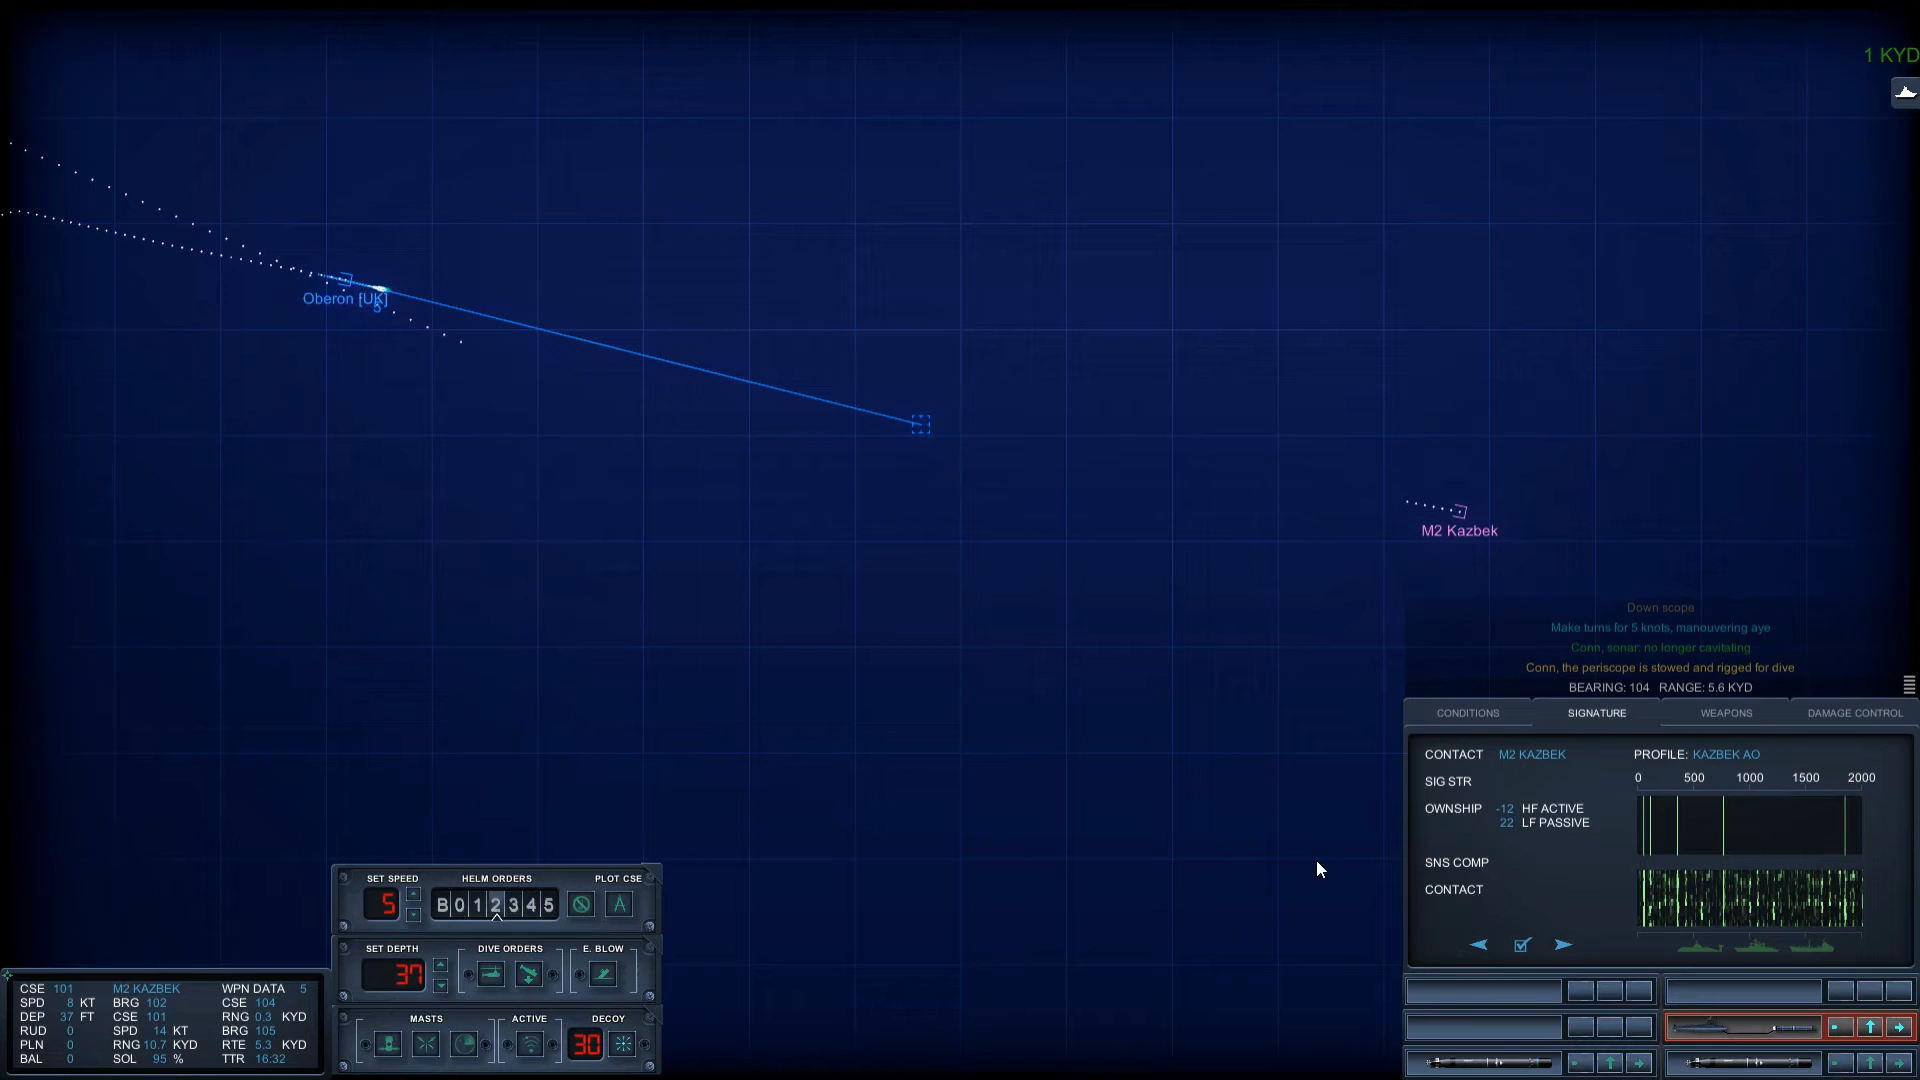 1 KYD
Oberon [UK]
5
M2 Kazbek
Down scope
Make turns for 5 knots, manouvering aye
Conn, sonar: no longer cavitating
Conn, the periscope is stowed and rigged for dive
BEARING: 104 RANGE: 5.6 KYD
CONDITIONS SIGNATURE WEAPONS DAMAGE CONTROL
CONTACT M2 KAZBEK PROFILE: KAZBEK AO
SIG STR 0 500 1000 1500 2000
OWNSHIP -12 HF ACTIVE
22 LF PASSIVE
SNS COMP
CONTACT
SET SPEED HELM ORDERS PLOT CSE
5 B 0 1 2 3 4 5
SET DEPTH DIVE ORDERS E. BLOW
37
MASTS ACTIVE DECOY
30
CSE 101 M2 KAZBEK WPN DATA 5
SPD 8 KT BRG 102 CSE 104
DEP 37 FT CSE 101 RNG 0.3 KYD
RUD 0 SPD 14 KT BRG 105
PLN 0 RNG 10.7 KYD RTE 5.3 KYD
BAL 0 SOL 95 % TTR 16:32